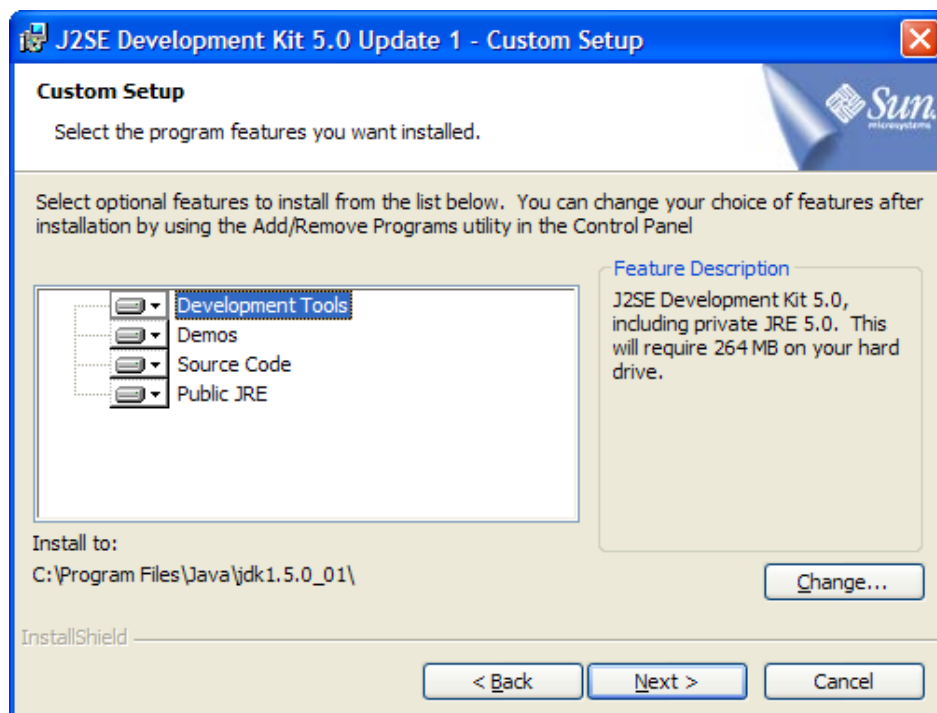 J2SE Development Kit 5.0 Update 1 - Custom Setup
Custom Setup
Select the program features you want installed.
Sun
microsystems
Select optional features to install from the list below. You can change your choice of features after
installation by using the Add/Remove Programs utility in the Control Panel
Development Tools
Demos
Source Code
Public JRE
Feature Description
J2SE Development Kit 5.0,
including private JRE 5.0. This
will require 264 MB on your hard
drive.
Install to:
C:\Program Files\Java\jdk1.5.0_01\
Change...
InstallShield
< Back
Next >
Cancel